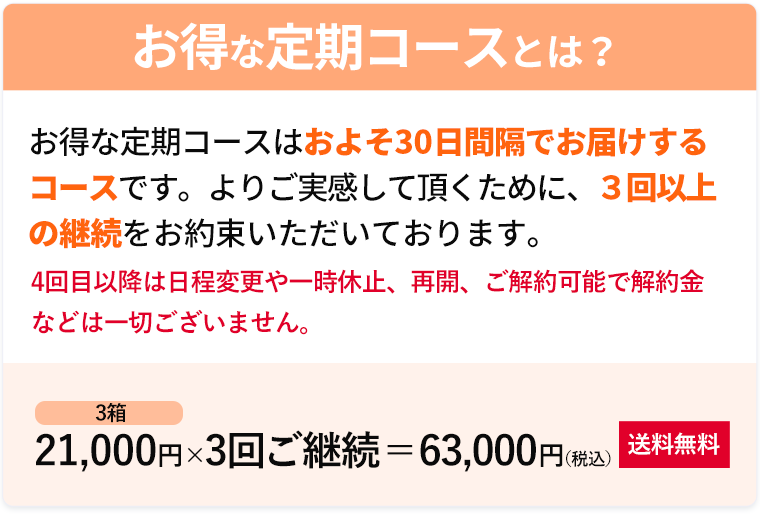 お得な定期コースとは？
お得な定期コースはおよそ30日間隔でお届けする
コースです。よりご実感して頂くために、３回以上
の継続をお約束いただいております。
4回目以降は日程変更や一時休止、再開、ご解約可能で解約金
などは一切ございません。
3箱
21,000円×3回ご継続＝63,000円(税込) 送料無料